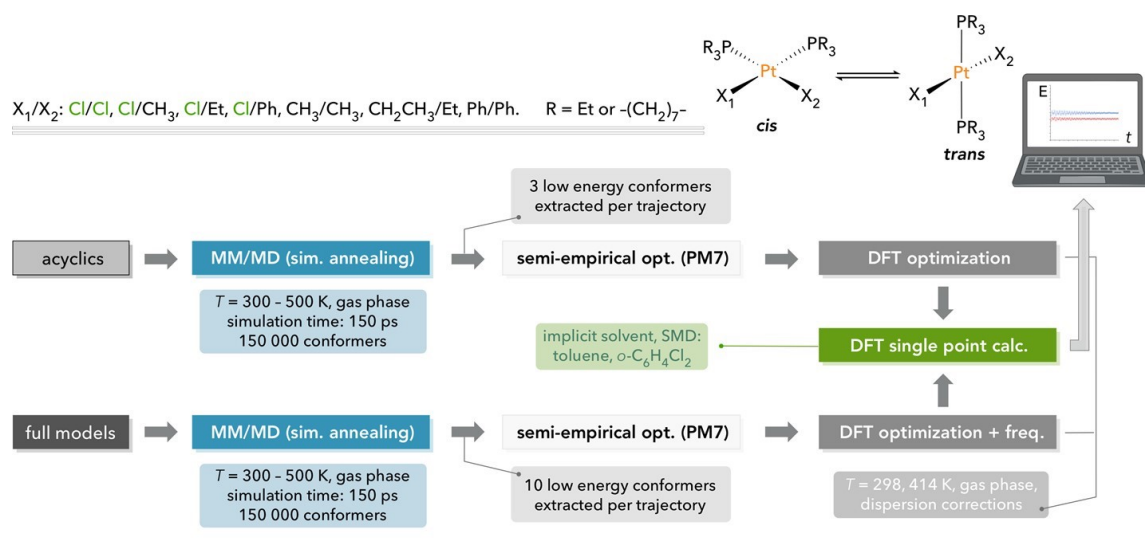 R₃P
PR₃
Pt
X₁
X₂
cis
PR₃
X₂
Pt
X₁
PR₃
trans
E
t
X₁/X₂: Cl/Cl, Cl/CH₃, Cl/Et, Cl/Ph, CH₃/CH₃, CH₂CH₃/Et, Ph/Ph. R = Et or –(CH₂)₇–
3 low energy conformers
extracted per trajectory
acyclics
MM/MD (sim. annealing)
semi-empirical opt. (PM7)
DFT optimization
T = 300 – 500 K, gas phase
simulation time: 150 ps
150 000 conformers
implicit solvent, SMD:
toluene, o-C₆H₄Cl₂
DFT single point calc.
full models
MM/MD (sim. annealing)
semi-empirical opt. (PM7)
DFT optimization + freq.
T = 300 – 500 K, gas phase
simulation time: 150 ps
150 000 conformers
10 low energy conformers
extracted per trajectory
T = 298, 414 K, gas phase,
dispersion corrections